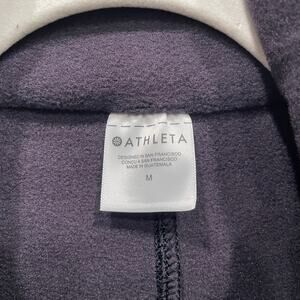 ATHLETA
DESIGNED IN SAN FRANCISCO
CONÇU À SAN FRANCISCO
MADE IN GUATEMALA
M